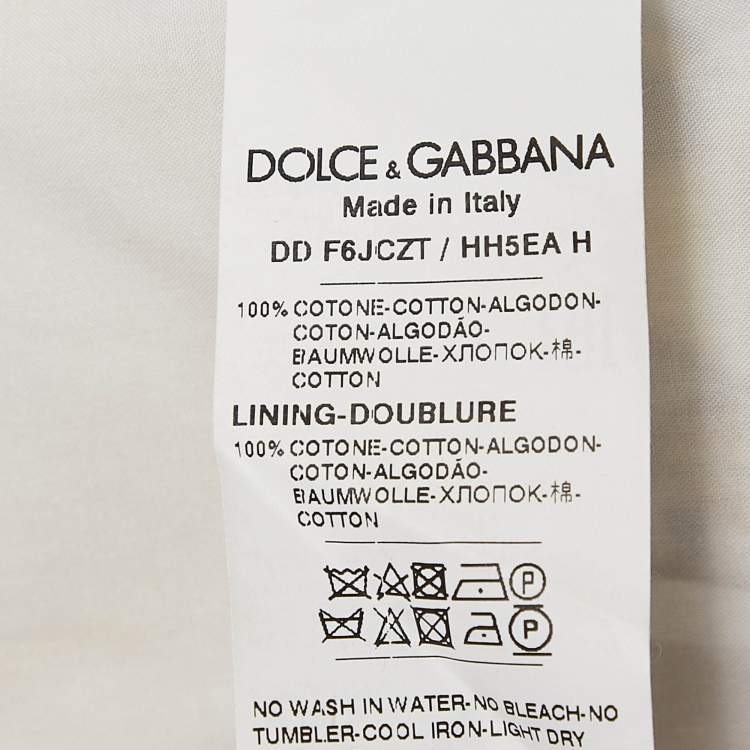 DOLCE & GABBANA
Made in Italy
DD F6JCZT / HH5EA H
100% COTONE-COTTON-ALGODON-
COTON-ALGODÃO-
BAUMWOLLE-ХЛОПОК-棉-
COTTON
LINING-DOUBLURE
100% COTONE-COTTON-ALGODON-
COTON-ALGODÃO-
BAUMWOLLE-ХЛОПОК-棉-
COTTON
P
P
NO WASH IN WATER-NO BLEACH-NO
TUMBLER-COOL IRON-LIGHT DRY